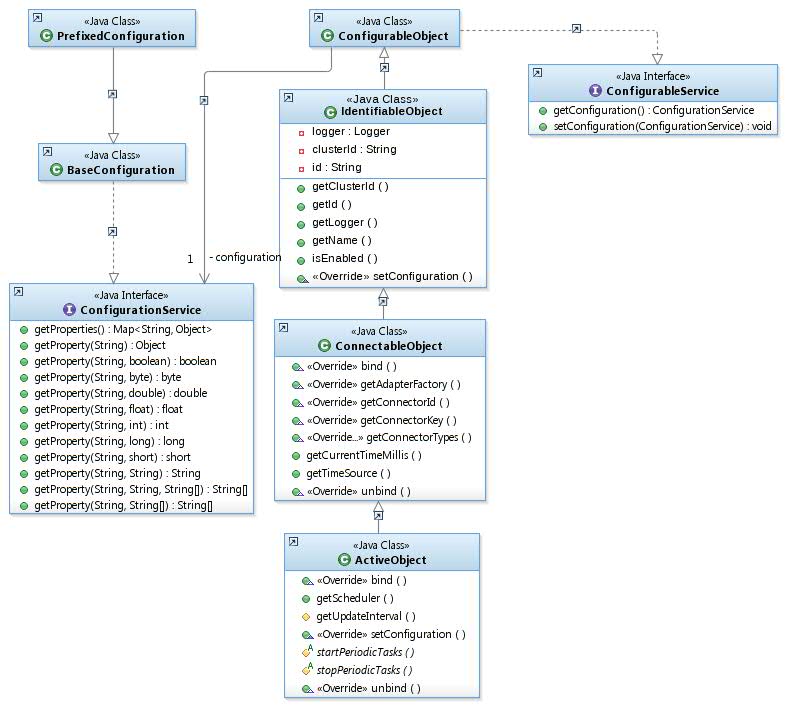 «Java Class»
PrefixedConfiguration
«Java Class»
ConfigurableObject
«Java Interface»
ConfigurableService
getConfiguration() : ConfigurationService
setConfiguration(ConfigurationService) : void
«Java Class»
BaseConfiguration
«Java Class»
IdentifiableObject
logger : Logger
clusterId : String
id : String
getClusterId ( )
getId ( )
getLogger ( )
getName ( )
isEnabled ( )
«Override» setConfiguration ( )
1
- configuration
«Java Interface»
ConfigurationService
getProperties() : Map<String, Object>
getProperty(String) : Object
getProperty(String, boolean) : boolean
getProperty(String, byte) : byte
getProperty(String, double) : double
getProperty(String, float) : float
getProperty(String, int) : int
getProperty(String, long) : long
getProperty(String, short) : short
getProperty(String, String) : String
getProperty(String, String, String[]) : String[]
getProperty(String, String[]) : String[]
«Java Class»
ConnectableObject
«Override» bind ( )
«Override» getAdapterFactory ( )
«Override» getConnectorId ( )
«Override» getConnectorKey ( )
«Override...» getConnectorTypes ( )
getCurrentTimeMillis ( )
getTimeSource ( )
«Override» unbind ( )
«Java Class»
ActiveObject
«Override» bind ( )
getScheduler ( )
getUpdateInterval ( )
«Override» setConfiguration ( )
startPeriodicTasks ( )
stopPeriodicTasks ( )
«Override» unbind ( )